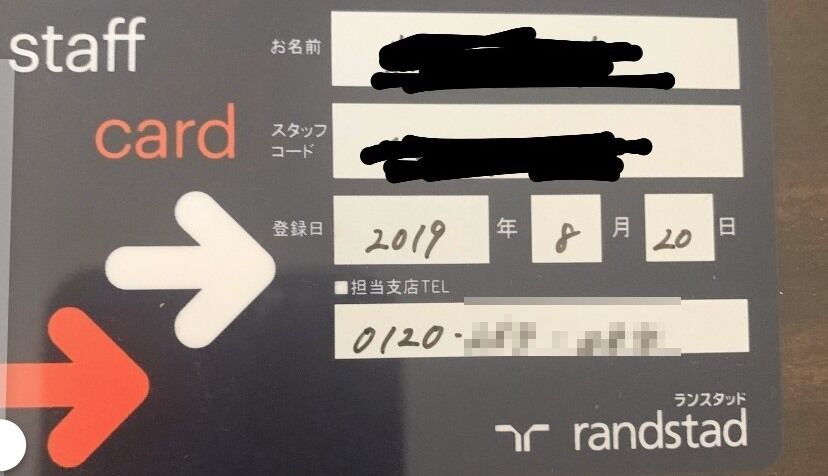 staff
card
お名前
スタッフ
コード
登録日 2019 年 8 月 20 日
■担当支店TEL
0120-
ランスタッド
randstad